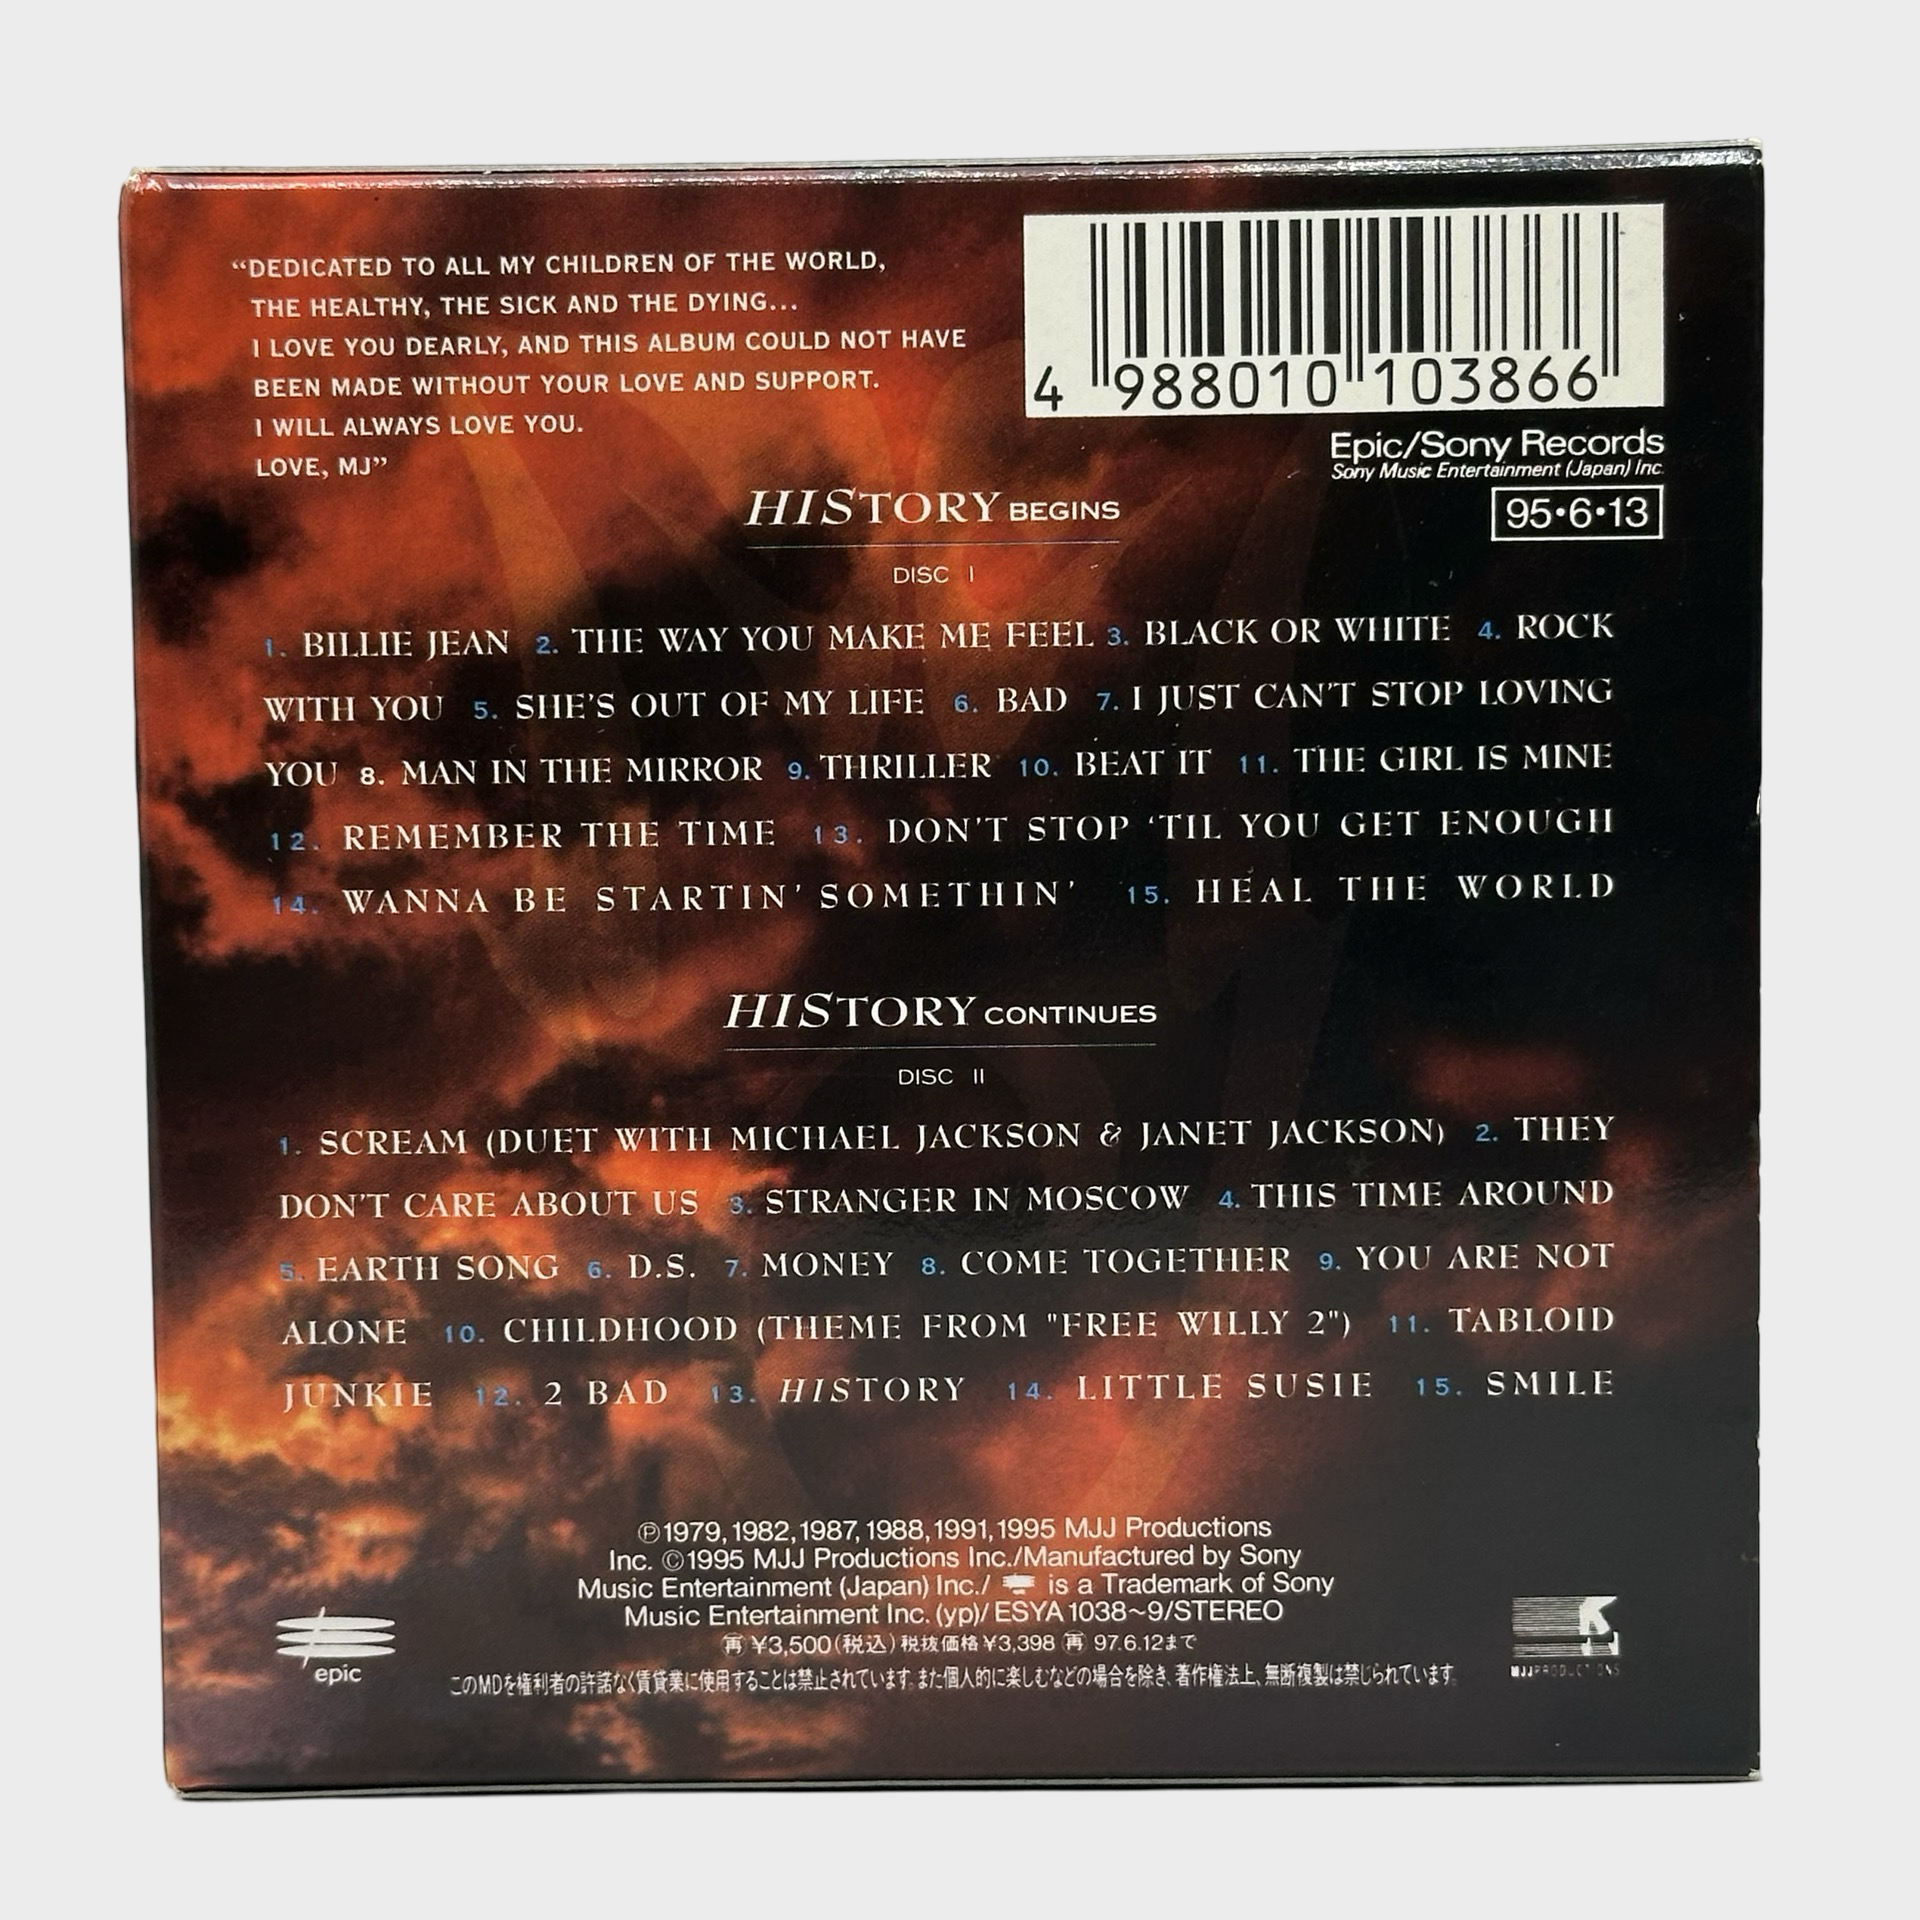 “DEDICATED TO ALL MY CHILDREN OF THE WORLD,
THE HEALTHY, THE SICK AND THE DYING...
I LOVE YOU DEARLY, AND THIS ALBUM COULD NOT HAVE
BEEN MADE WITHOUT YOUR LOVE AND SUPPORT.
I WILL ALWAYS LOVE YOU.
LOVE, MJ”
4 988010 103866
Epic/Sony Records
Sony Music Entertainment (Japan) Inc.
95•6•13
HISTORY BEGINS
DISC I
1. BILLIE JEAN 2. THE WAY YOU MAKE ME FEEL 3. BLACK OR WHITE 4. ROCK
WITH YOU 5. SHE'S OUT OF MY LIFE 6. BAD 7. I JUST CAN'T STOP LOVING
YOU 8. MAN IN THE MIRROR 9. THRILLER 10. BEAT IT 11. THE GIRL IS MINE
12. REMEMBER THE TIME 13. DON'T STOP ‘TIL YOU GET ENOUGH
14. WANNA BE STARTIN' SOMETHIN' 15. HEAL THE WORLD
HISTORY CONTINUES
DISC II
1. SCREAM (DUET WITH MICHAEL JACKSON & JANET JACKSON) 2. THEY
DON'T CARE ABOUT US 3. STRANGER IN MOSCOW 4. THIS TIME AROUND
5. EARTH SONG 6. D.S. 7. MONEY 8. COME TOGETHER 9. YOU ARE NOT
ALONE 10. CHILDHOOD (THEME FROM "FREE WILLY 2") 11. TABLOID
JUNKIE 12. 2 BAD 13. HISTORY 14. LITTLE SUSIE 15. SMILE
℗1979,1982,1987,1988,1991,1995 MJJ Productions
Inc. ©1995 MJJ Productions Inc./Manufactured by Sony
Music Entertainment (Japan) Inc./ is a Trademark of Sony
Music Entertainment Inc. (yp)/ESYA 1038~9/STEREO
再 ¥3,500(税込)税抜価格¥3,398 再 97.6.12まで
このMDを権利者の許諾なく賃貸業に使用することは禁止されています。また個人的に楽しむなどの場合を除き、著作権法上、無断複製は禁じられています。
epic
MJJPRODUCTIONS